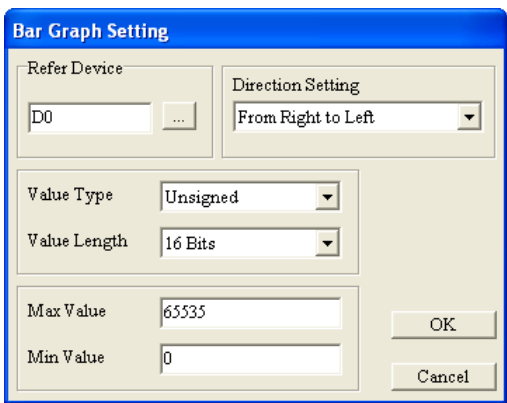 Bar Graph Setting
Refer Device
D0
...
Direction Setting
From Right to Left
Value Type
Unsigned
Value Length
16 Bits
Max Value
65535
Min Value
0
OK
Cancel